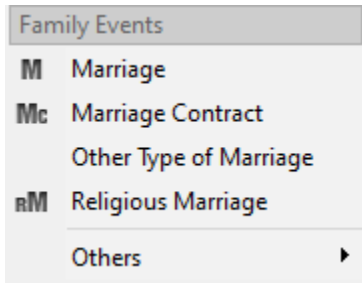 Family Events
M Marriage
Mc Marriage Contract
Other Type of Marriage
RM Religious Marriage
Others